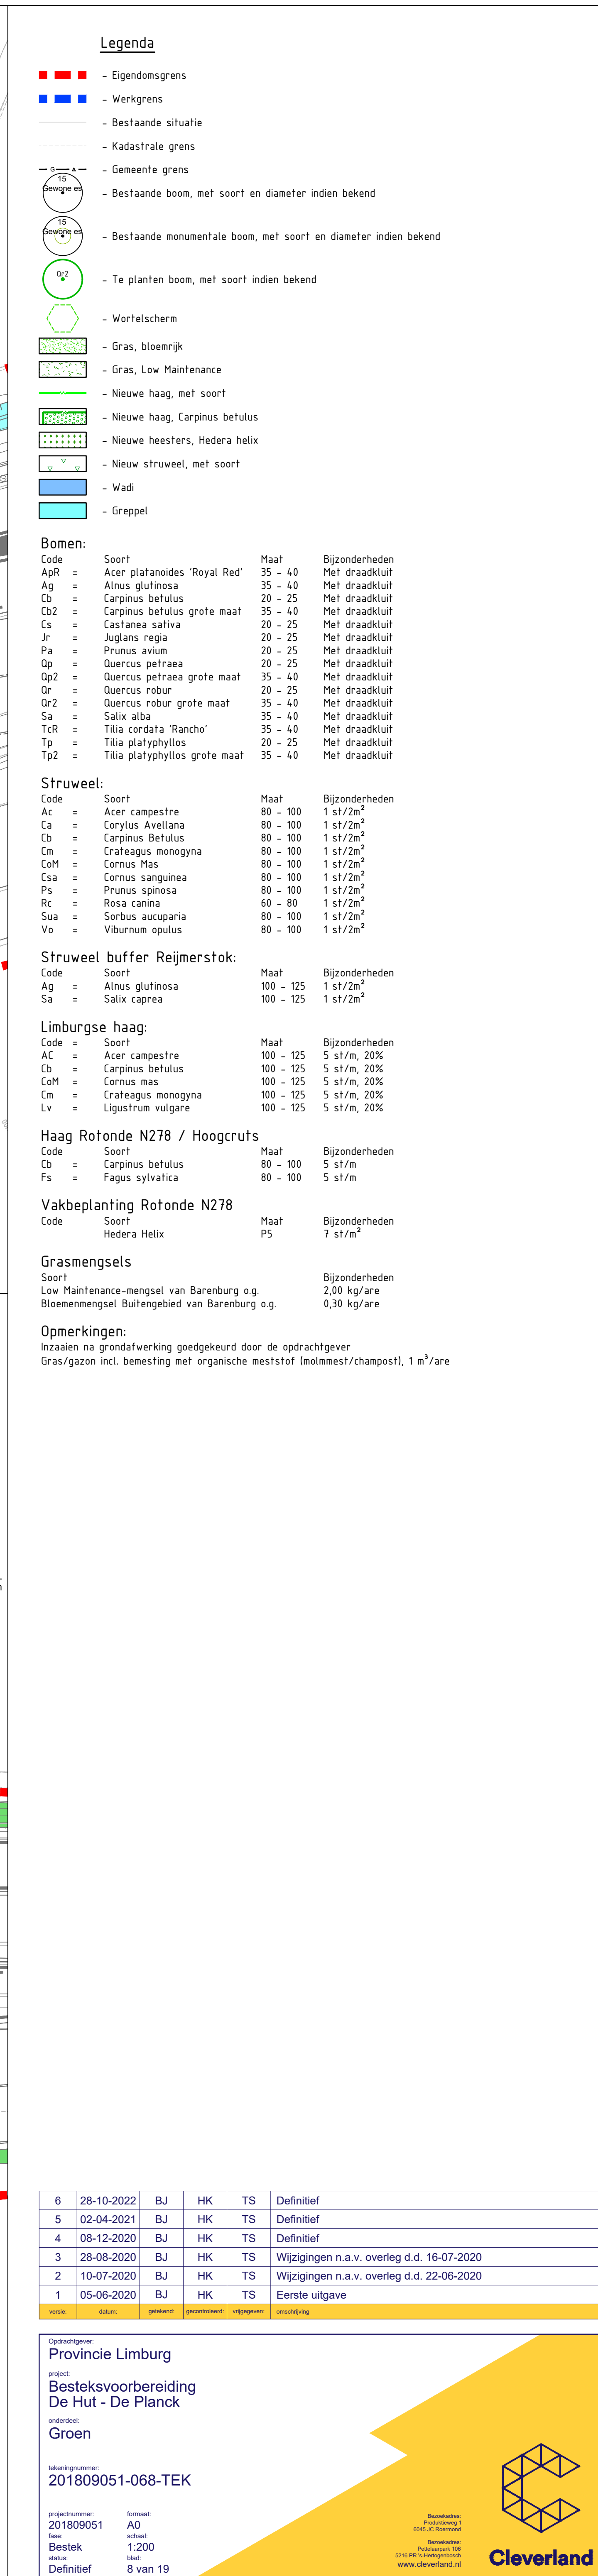 Legenda
- Eigendomsgrens
- Werkgrens
- Bestaande situatie
- Kadastrale grens
G - Gemeente grens
15
Gewone es
- Bestaande boom, met soort en diameter indien bekend
15
Gewone es
- Bestaande monumentale boom, met soort en diameter indien bekend
Qr2
- Te planten boom, met soort indien bekend
- Wortelscherm
- Gras, bloemrijk
- Gras, Low Maintenance
- Nieuwe haag, met soort
- Nieuwe haag, Carpinus betulus
- Nieuwe heesters, Hedera helix
- Nieuw struweel, met soort
- Wadi
- Greppel
Bomen:
Code Soort Maat Bijzonderheden
ApR = Acer platanoides 'Royal Red' 35 - 40 Met draadkluit
Ag = Alnus glutinosa 35 - 40 Met draadkluit
Cb = Carpinus betulus 20 - 25 Met draadkluit
Cb2 = Carpinus betulus grote maat 35 - 40 Met draadkluit
Cs = Castanea sativa 20 - 25 Met draadkluit
Jr = Juglans regia 20 - 25 Met draadkluit
Pa = Prunus avium 20 - 25 Met draadkluit
Qp = Quercus petraea 20 - 25 Met draadkluit
Qp2 = Quercus petraea grote maat 35 - 40 Met draadkluit
Qr = Quercus robur 20 - 25 Met draadkluit
Qr2 = Quercus robur grote maat 35 - 40 Met draadkluit
Sa = Salix alba 35 - 40 Met draadkluit
TcR = Tilia cordata 'Rancho' 35 - 40 Met draadkluit
Tp = Tilia platyphyllos 20 - 25 Met draadkluit
Tp2 = Tilia platyphyllos grote maat 35 - 40 Met draadkluit
Struweel:
Code Soort Maat Bijzonderheden
Ac = Acer campestre 80 - 100 1 st/2m²
Ca = Corylus Avellana 80 - 100 1 st/2m²
Cb = Carpinus Betulus 80 - 100 1 st/2m²
Cm = Crateagus monogyna 80 - 100 1 st/2m²
CoM = Cornus Mas 80 - 100 1 st/2m²
Csa = Cornus sanguinea 80 - 100 1 st/2m²
Ps = Prunus spinosa 80 - 100 1 st/2m²
Rc = Rosa canina 60 - 80 1 st/2m²
Sua = Sorbus aucuparia 80 - 100 1 st/2m²
Vo = Viburnum opulus 80 - 100 1 st/2m²
Struweel buffer Reijmerstok:
Code Soort Maat Bijzonderheden
Ag = Alnus glutinosa 100 - 125 1 st/2m²
Sa = Salix caprea 100 - 125 1 st/2m²
Limburgse haag:
Code = Soort Maat Bijzonderheden
AC = Acer campestre 100 - 125 5 st/m, 20%
Cb = Carpinus betulus 100 - 125 5 st/m, 20%
CoM = Cornus mas 100 - 125 5 st/m, 20%
Cm = Crateagus monogyna 100 - 125 5 st/m, 20%
Lv = Ligustrum vulgare 100 - 125 5 st/m, 20%
Haag Rotonde N278 / Hoogcruts
Code Soort Maat Bijzonderheden
Cb = Carpinus betulus 80 - 100 5 st/m
Fs = Fagus sylvatica 80 - 100 5 st/m
Vakbeplanting Rotonde N278
Code Soort Maat Bijzonderheden
Hedera Helix P5 7 st/m²
Grasmengsels
Soort Bijzonderheden
Low Maintenance-mengsel van Barenburg o.g. 2,00 kg/are
Bloemenmengsel Buitengebied van Barenburg o.g. 0,30 kg/are
Opmerkingen:
Inzaaien na grondafwerking goedgekeurd door de opdrachtgever
Gras/gazon incl. bemesting met organische meststof (molmmest/champost), 1 m³/are
6 28-10-2022 BJ HK TS Definitief
5 02-04-2021 BJ HK TS Definitief
4 08-12-2020 BJ HK TS Definitief
3 28-08-2020 BJ HK TS Wijzigingen n.a.v. overleg d.d. 16-07-2020
2 10-07-2020 BJ HK TS Wijzigingen n.a.v. overleg d.d. 22-06-2020
1 05-06-2020 BJ HK TS Eerste uitgave
versie: datum: getekend: gecontroleerd: vrijgegeven: omschrijving
Opdrachtgever:
Provincie Limburg
project:
Besteksvoorbereiding
De Hut - De Planck
onderdeel:
Groen
tekeningnummer:
201809051-068-TEK
projectnummer: formaat:
201809051 A0
fase: schaal:
Bestek 1:200
status: blad:
Definitief 8 van 19
Bezoekadres:
Produktieweg 1
6045 JC Roermond
Bezoekadres:
Pettelaarpark 106
5216 PR 's-Hertogenbosch
www.cleverland.nl
Cleverland